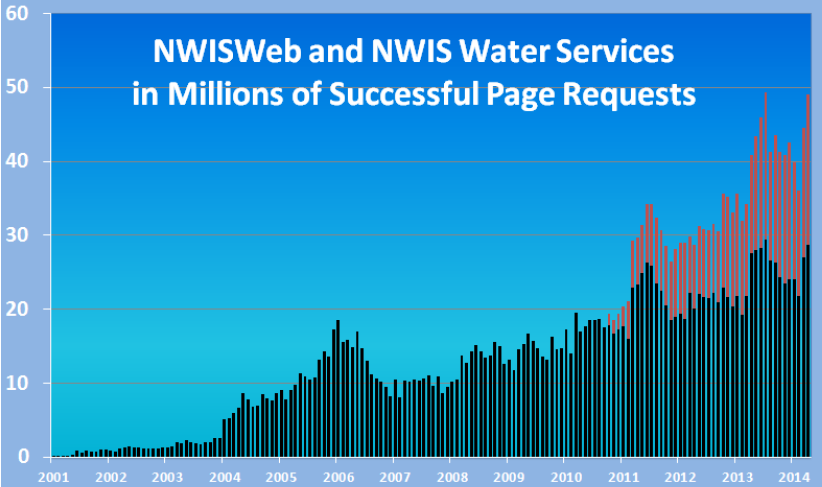 NWISWeb and NWIS Water Services
in Millions of Successful Page Requests
60
50
40
30
20
10
0
2001 2002 2003 2004 2005 2006 2007 2008 2009 2010 2011 2012 2013 2014